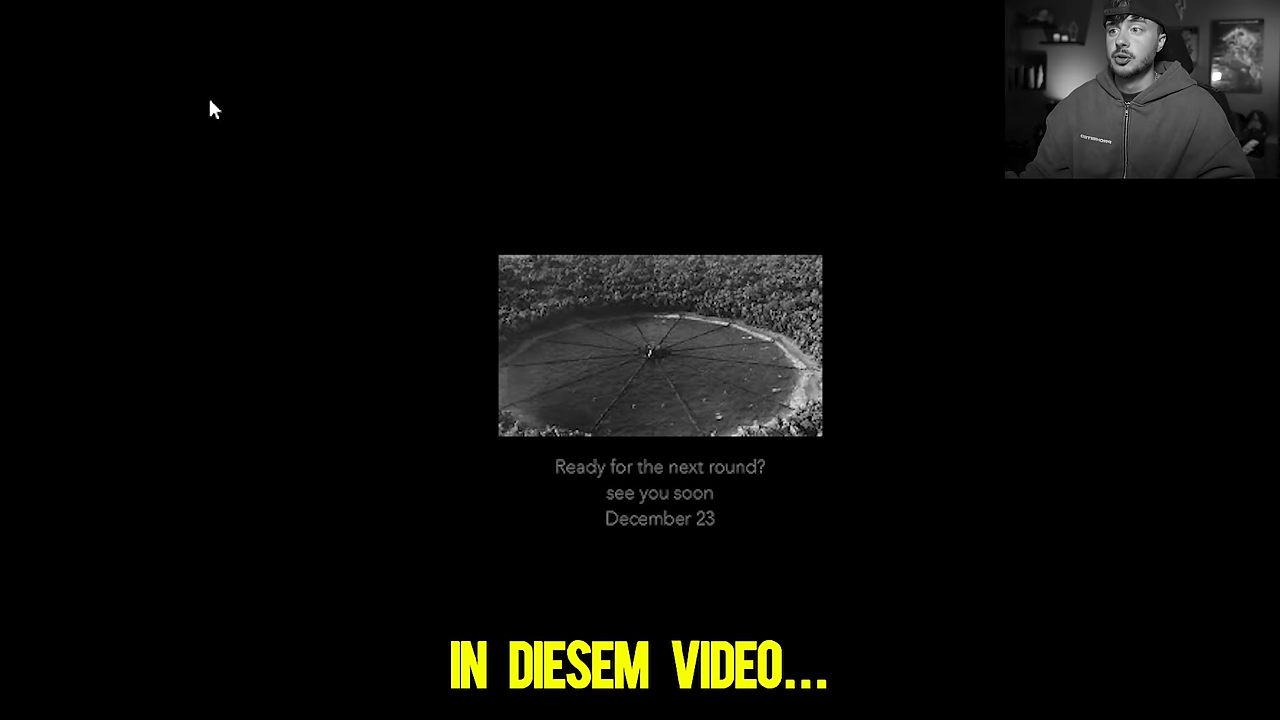 Ready for the next round?
see you soon
December 23
IN DIESEM VIDEO...